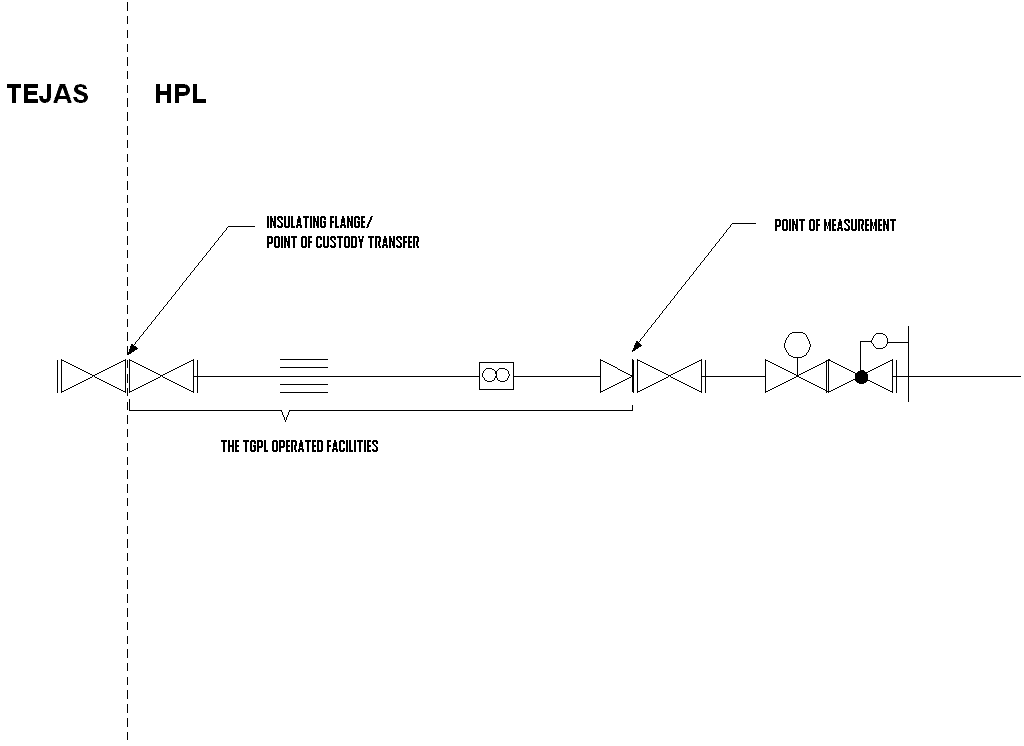 TEJAS
HPL
INSULATING FLANGE/
POINT OF CUSTODY TRANSFER
POINT OF MEASUREMENT
THE TGPL OPERATED FACILITIES